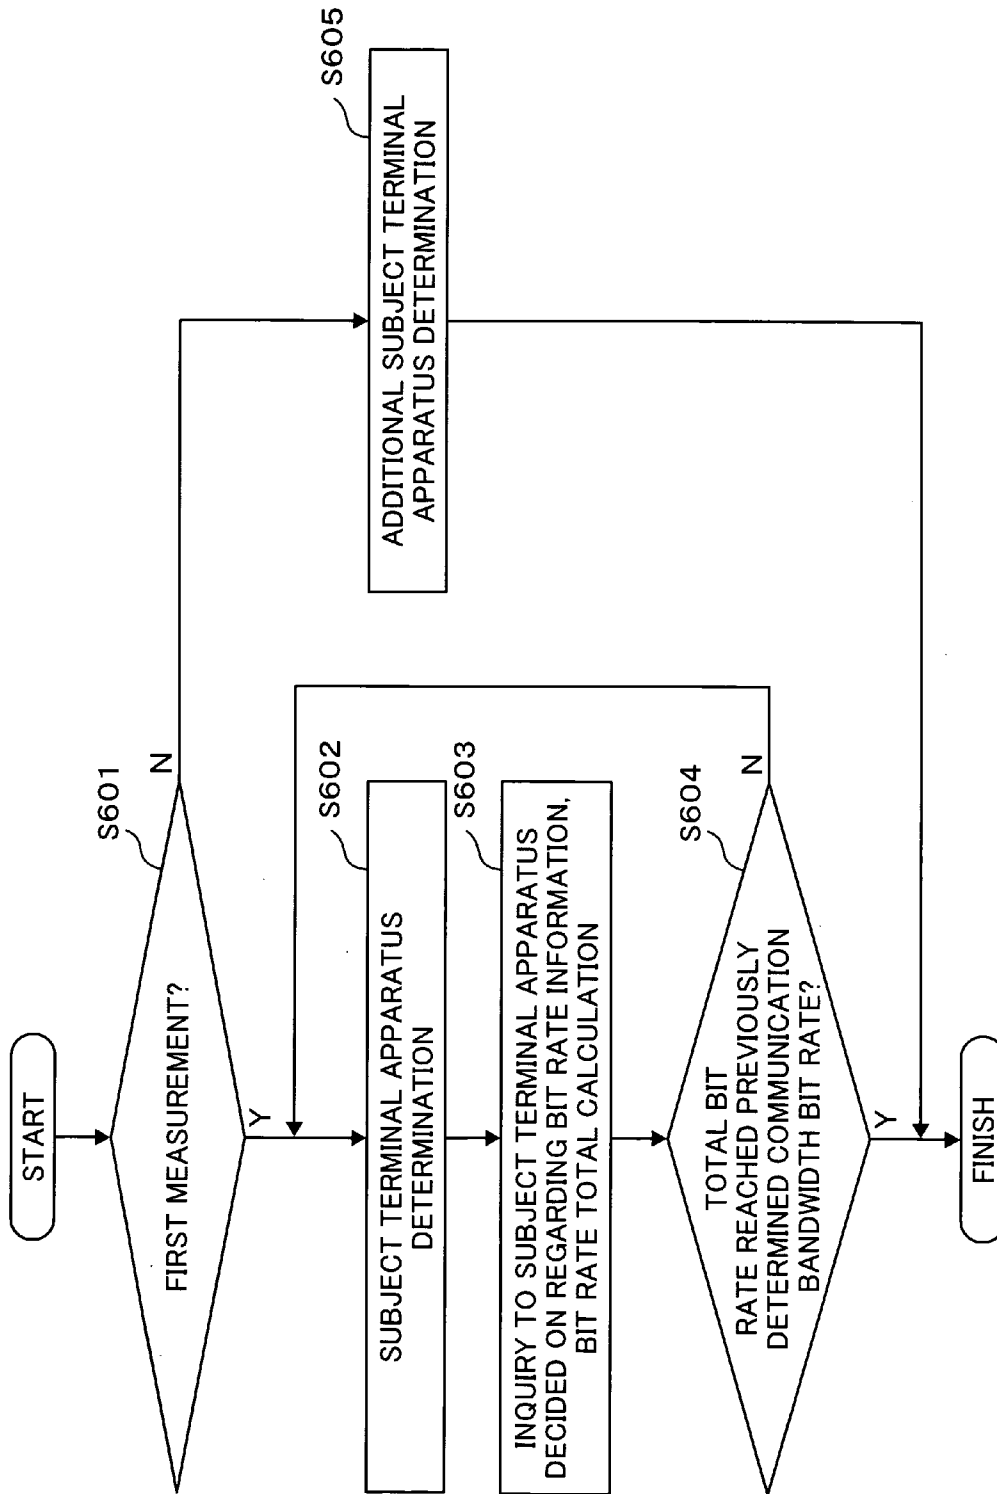 START
FIRST MEASUREMENT?
S601
N
Y
SUBJECT TERMINAL APPARATUS
DETERMINATION
S602
INQUIRY TO SUBJECT TERMINAL APPARATUS
DECIDED ON REGARDING BIT RATE INFORMATION,
BIT RATE TOTAL CALCULATION
S603
TOTAL BIT
RATE REACHED PREVIOUSLY
DETERMINED COMMUNICATION
BANDWIDTH BIT RATE?
S604
N
Y
ADDITIONAL SUBJECT TERMINAL
APPARATUS DETERMINATION
S605
FINISH